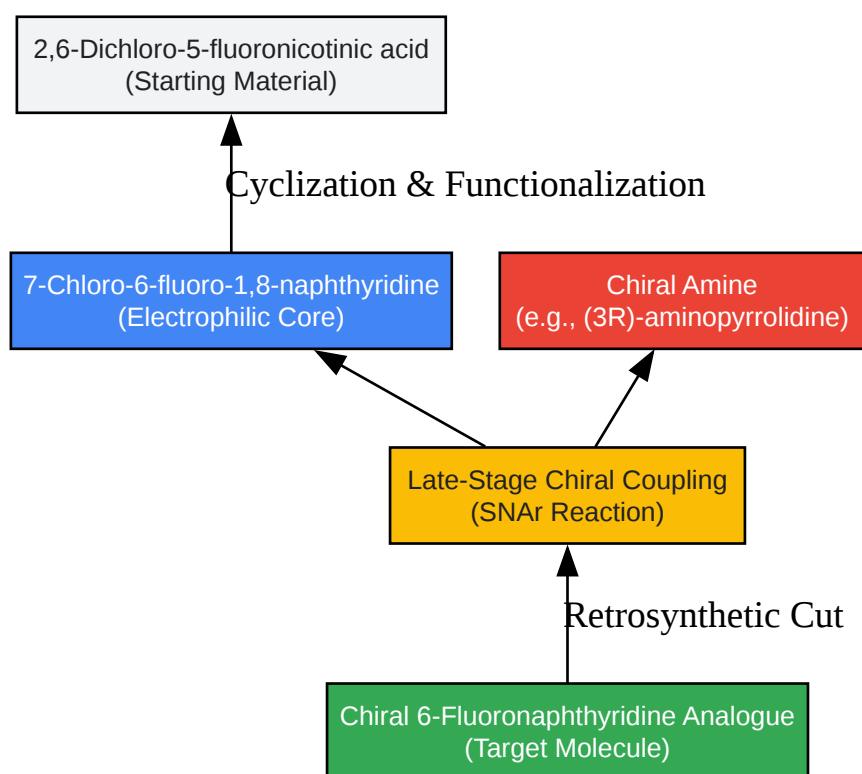 2,6-Dichloro-5-fluoronicotinic acid
(Starting Material)
Cyclization & Functionalization
7-Chloro-6-fluoro-1,8-naphthyridine
(Electrophilic Core)
Chiral Amine
(e.g., (3R)-aminopyrrolidine)
Late-Stage Chiral Coupling
(SNAr Reaction)
Retrosynthetic Cut
Chiral 6-Fluoronaphthyridine Analogue
(Target Molecule)